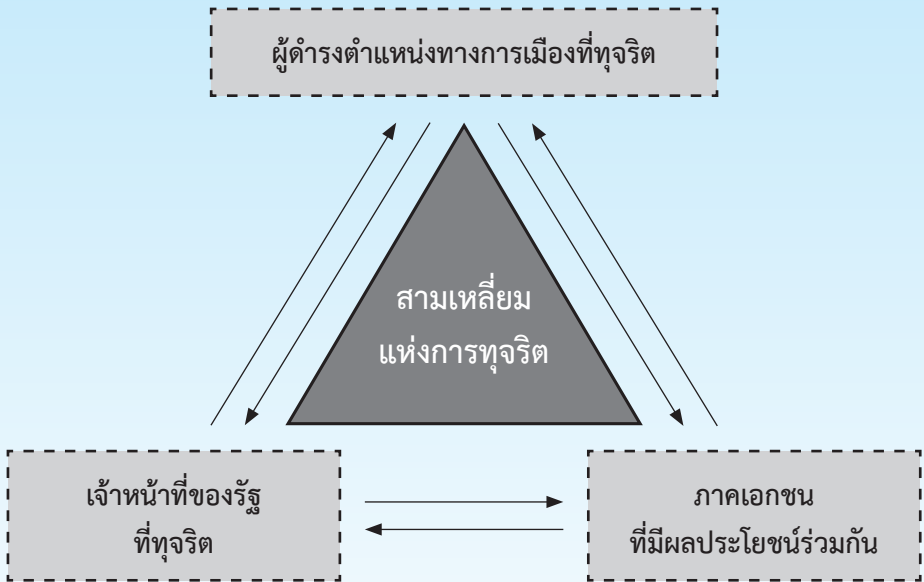 ผู้ดำรงตำแหน่งทางการเมืองที่ทุจริต
สามเหลี่ยม
แห่งการทุจริต
เจ้าหน้าที่ของรัฐ
ที่ทุจริต
ภาคเอกชน
ที่มีผลประโยชน์ร่วมกัน